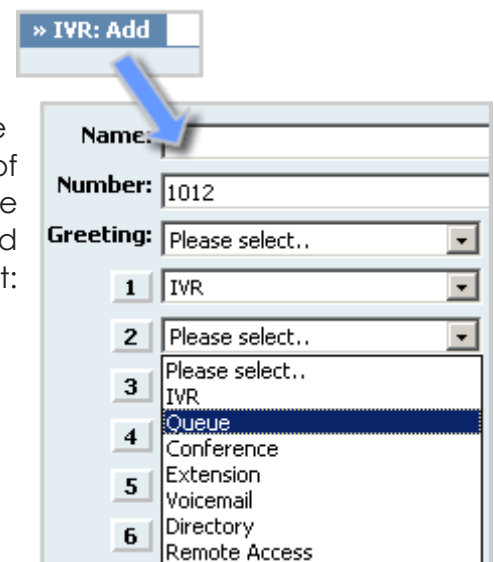 » IVR: Add
e
of
e
d
t:
Name:
Number: 1012
Greeting: Please select..
1 IVR
2 Please select..
Please select..
3
IVR
Queue
4
Conference
5
Extension
Voicemail
6
Directory
Remote Access